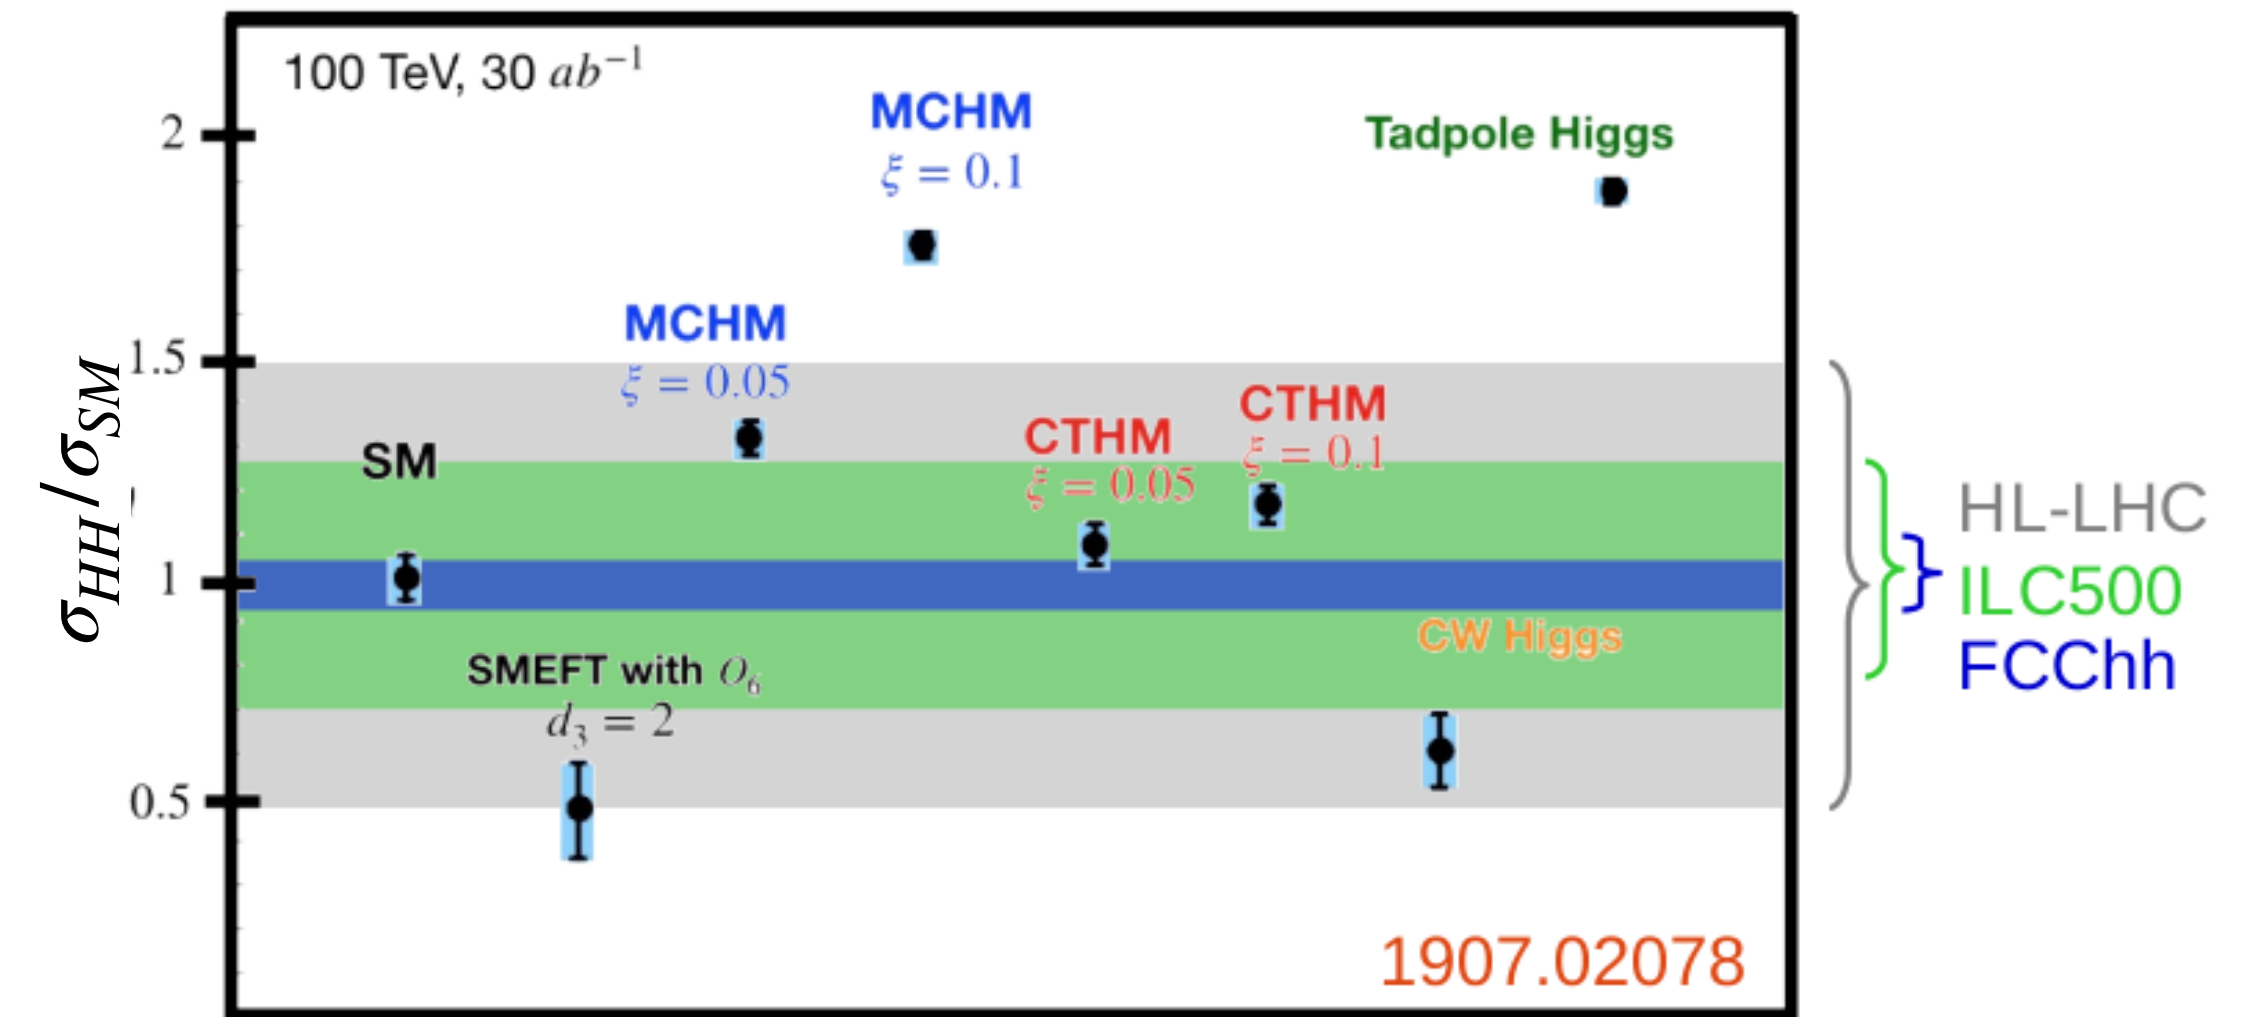 100 TeV, 30 ab⁻¹
σHH/σSM
2
1.5
1
0.5
MCHM
ξ = 0.1
Tadpole Higgs
MCHM
ξ = 0.05
CTHM
ξ = 0.1
CTHM
ξ = 0.05
SM
CW Higgs
SMEFT with O₆
d₃ = 2
HL-LHC
ILC500
FCChh
1907.02078